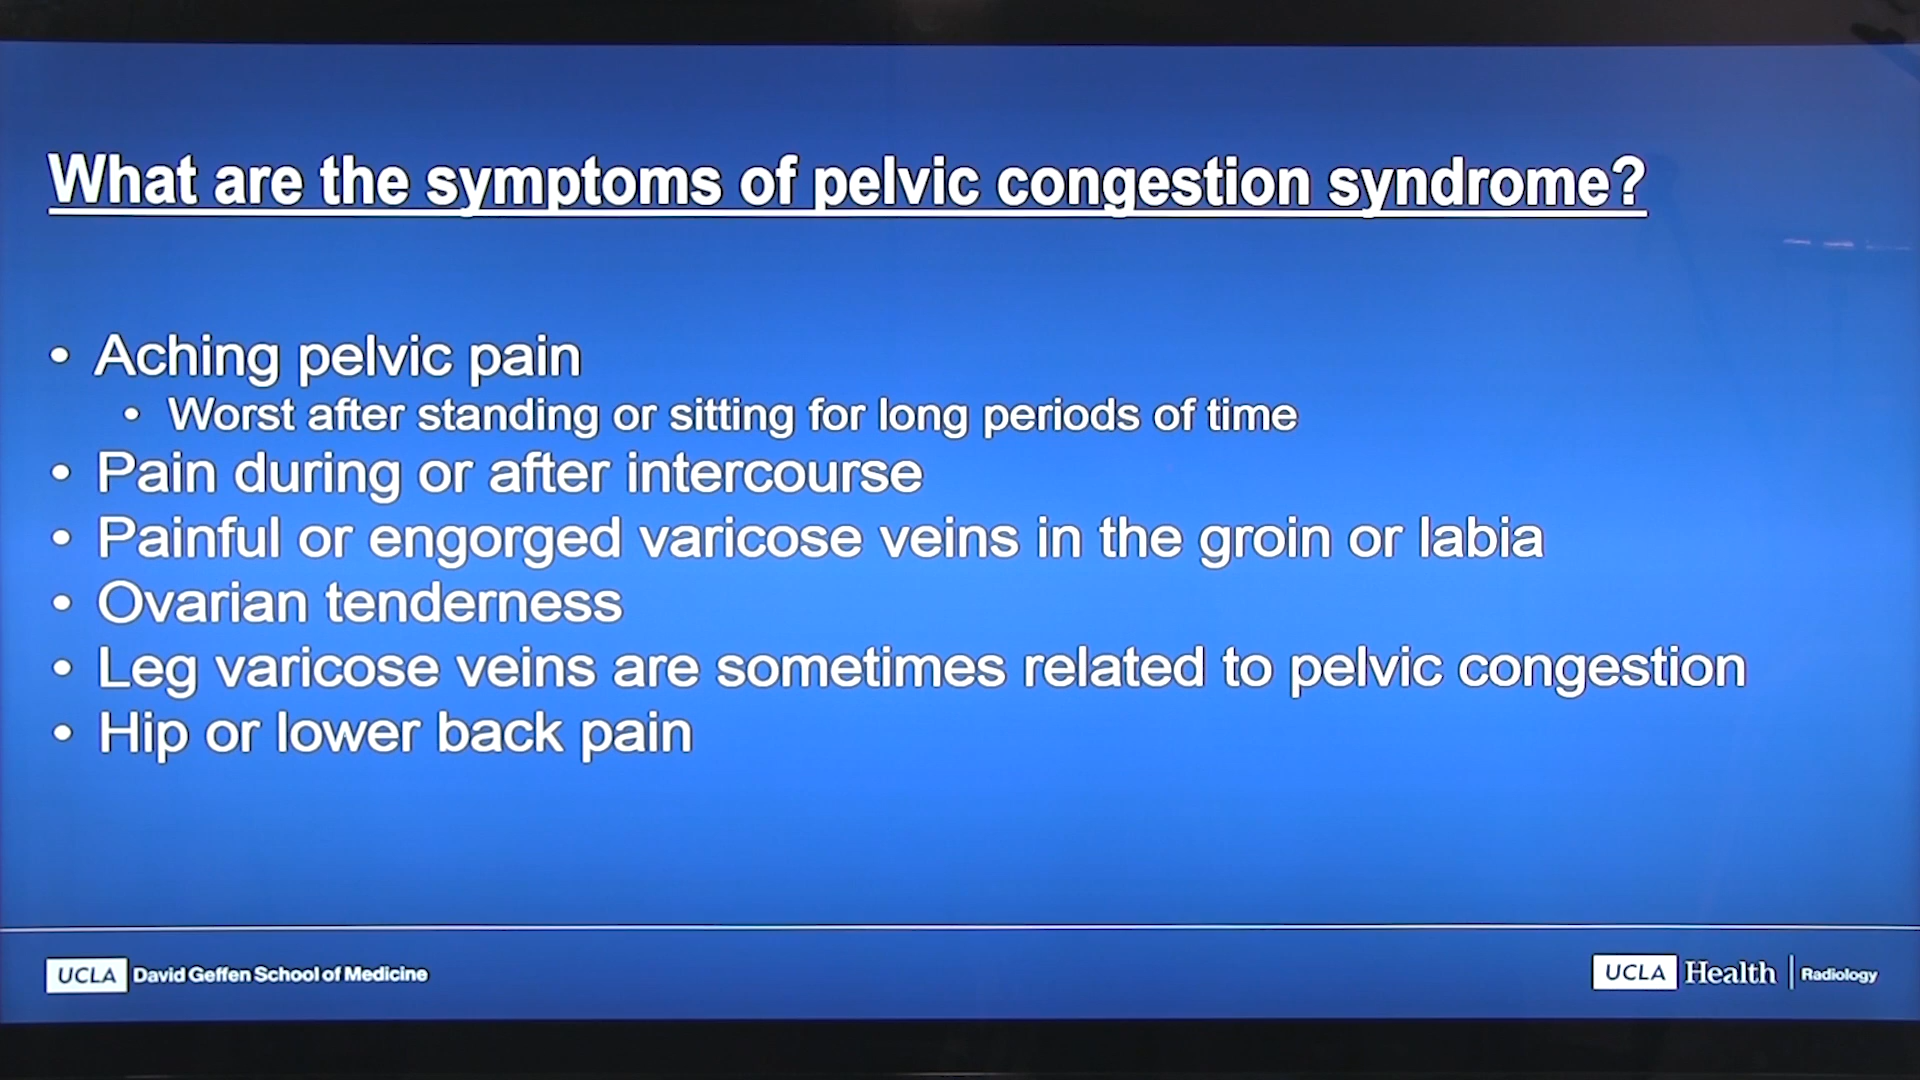 What are the symptoms of pelvic congestion syndrome?
• Aching pelvic pain
• Worst after standing or sitting for long periods of time
• Pain during or after intercourse
• Painful or engorged varicose veins in the groin or labia
• Ovarian tenderness
• Leg varicose veins are sometimes related to pelvic congestion
• Hip or lower back pain
UCLA David Geffen School of Medicine
UCLA Health | Radiology